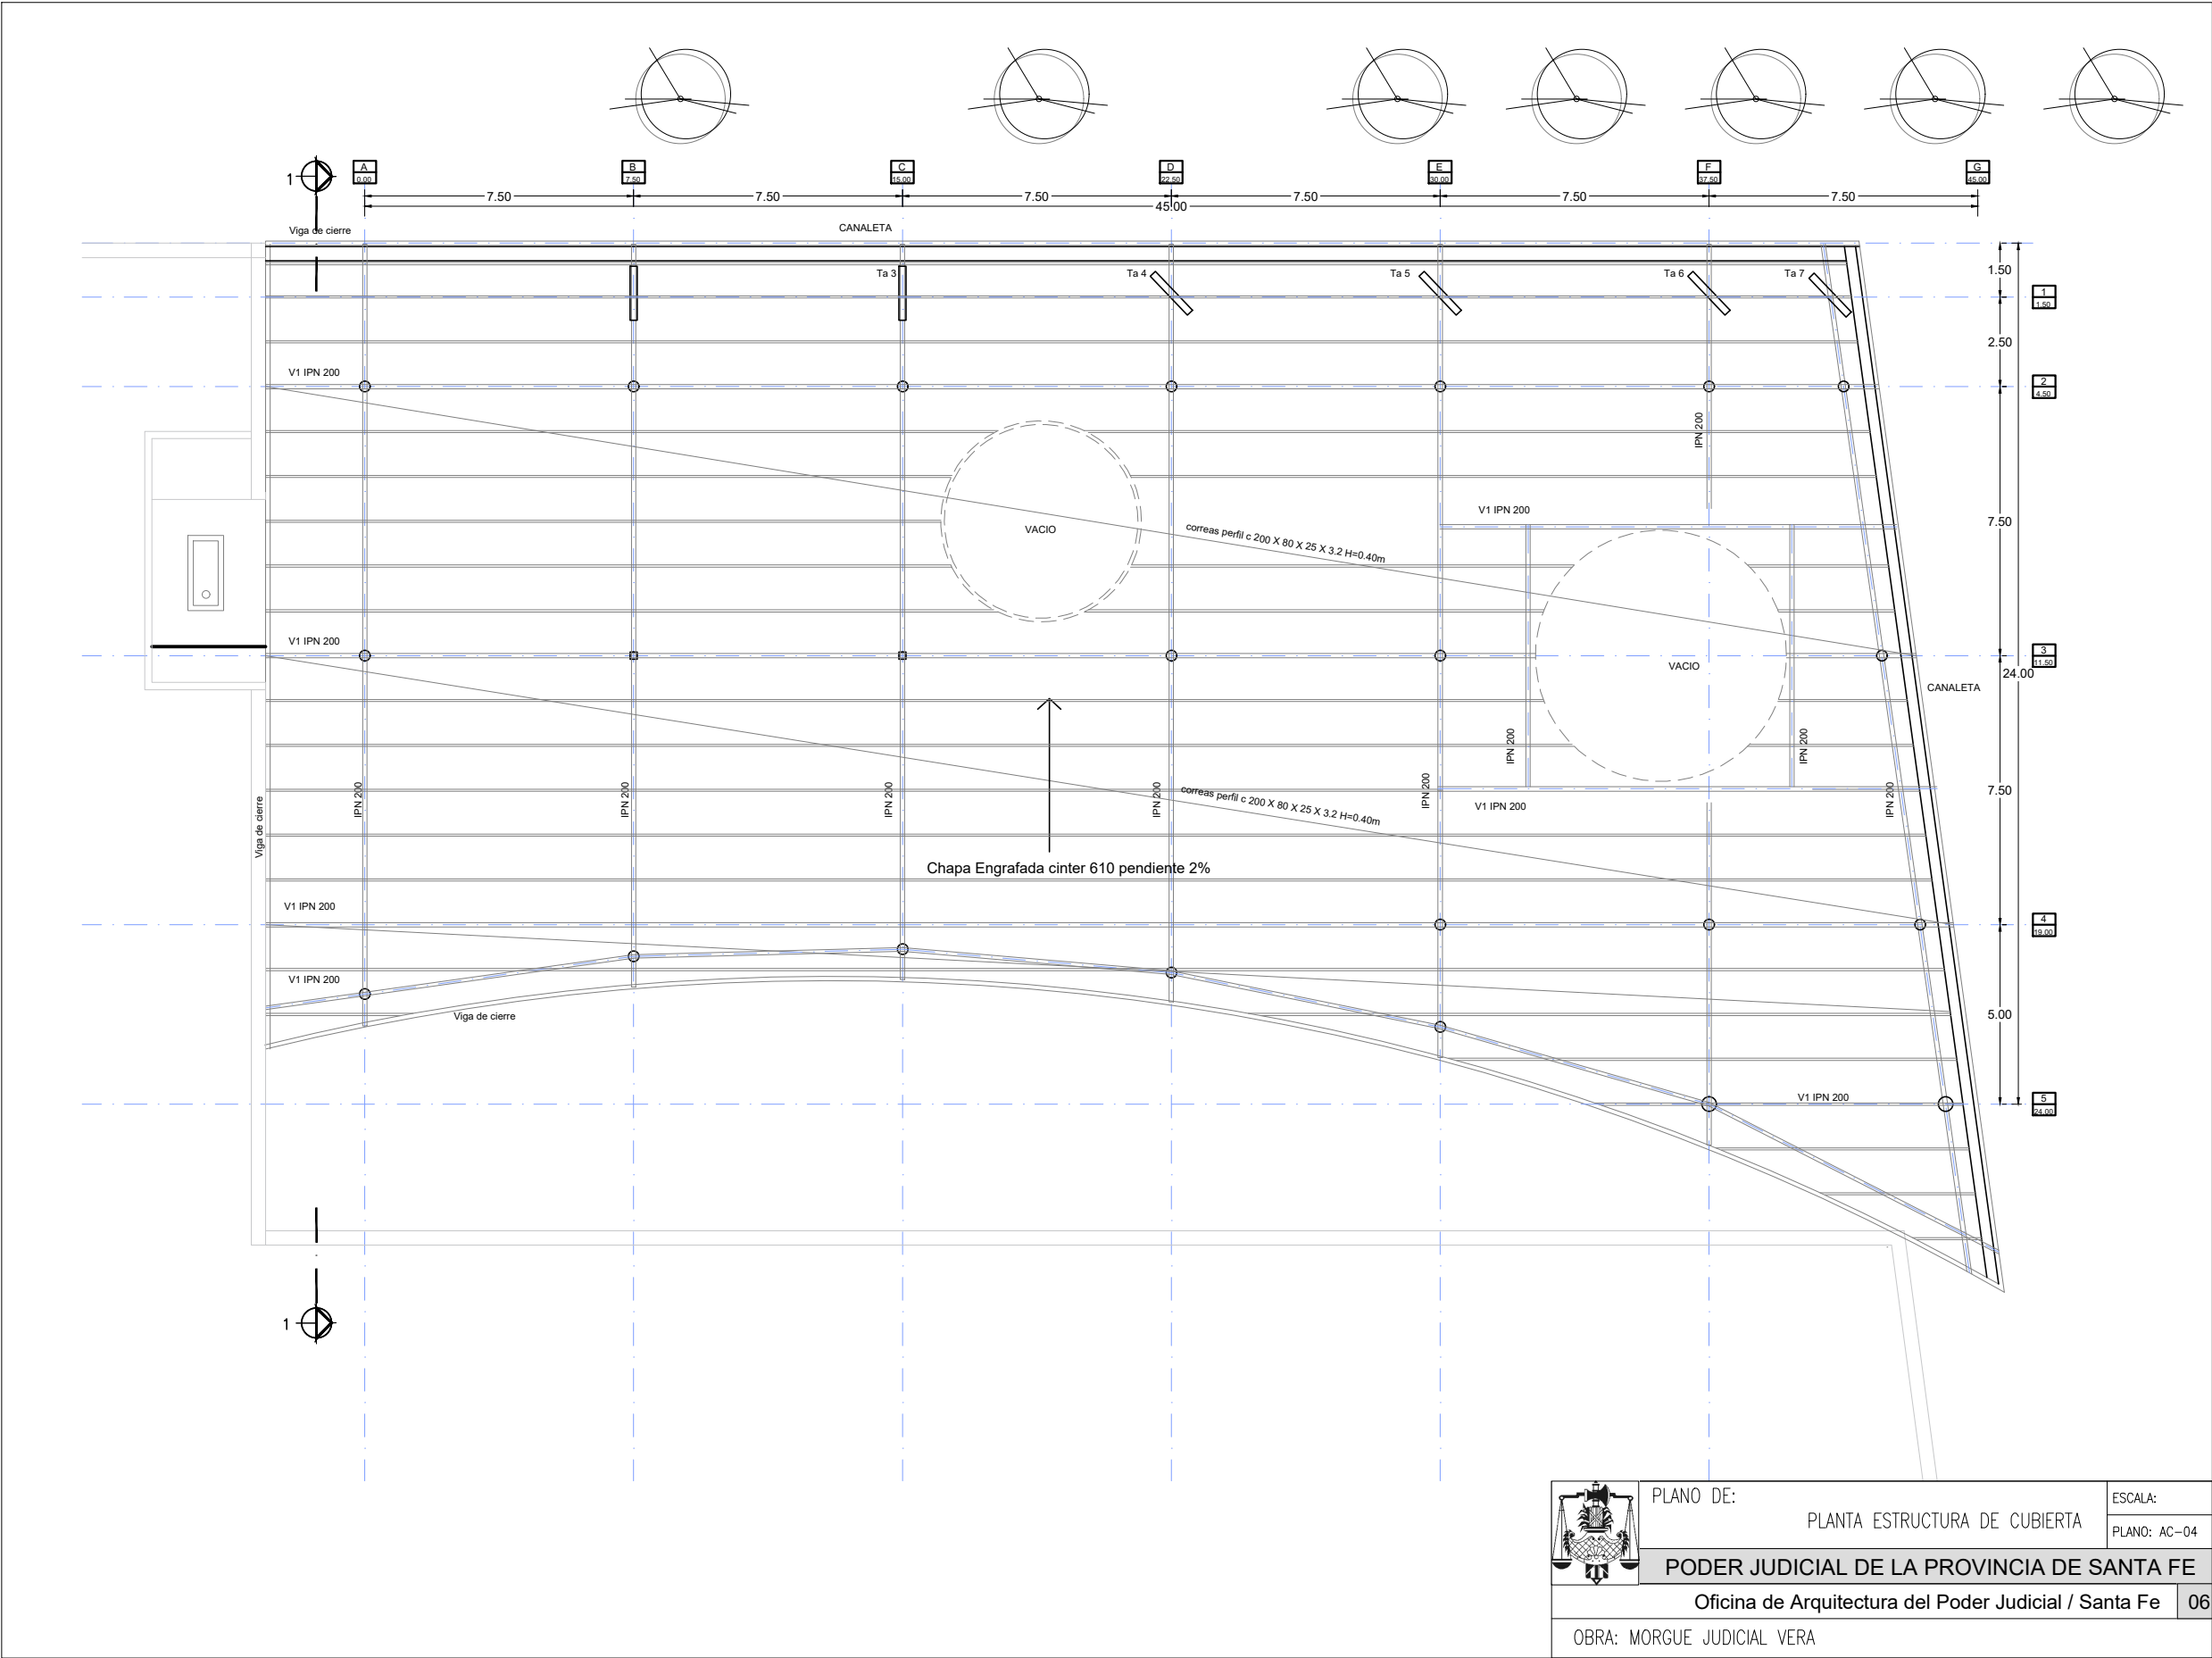 1
A
0.00
B
7.50
C
15.00
D
22.50
E
30.00
F
37.50
G
45.00
7.50
7.50
7.50
7.50
7.50
7.50
45.00
Viga de cierre
CANALETA
Ta 3
Ta 4
Ta 5
Ta 6
Ta 7
1.50
1
1.50
2.50
V1 IPN 200
2
4.50
IPN 200
V1 IPN 200
7.50
VACIO
correas perfil c 200 X 80 X 25 X 3.2 H=0.40m
V1 IPN 200
VACIO
3
11.50
24.00
CANALETA
IPN 200
IPN 200
IPN 200
IPN 200
IPN 200
IPN 200
IPN 200
IPN 200
7.50
correas perfil c 200 X 80 X 25 X 3.2 H=0.40m
V1 IPN 200
Viga de cierre
Chapa Engrafada cinter 610 pendiente 2%
V1 IPN 200
4
19.00
V1 IPN 200
Viga de cierre
5.00
V1 IPN 200
5
24.00
1
PLANO DE:
PLANTA ESTRUCTURA DE CUBIERTA
ESCALA:
PLANO: AC-04
PODER JUDICIAL DE LA PROVINCIA DE SANTA FE
Oficina de Arquitectura del Poder Judicial / Santa Fe
06
OBRA: MORGUE JUDICIAL VERA